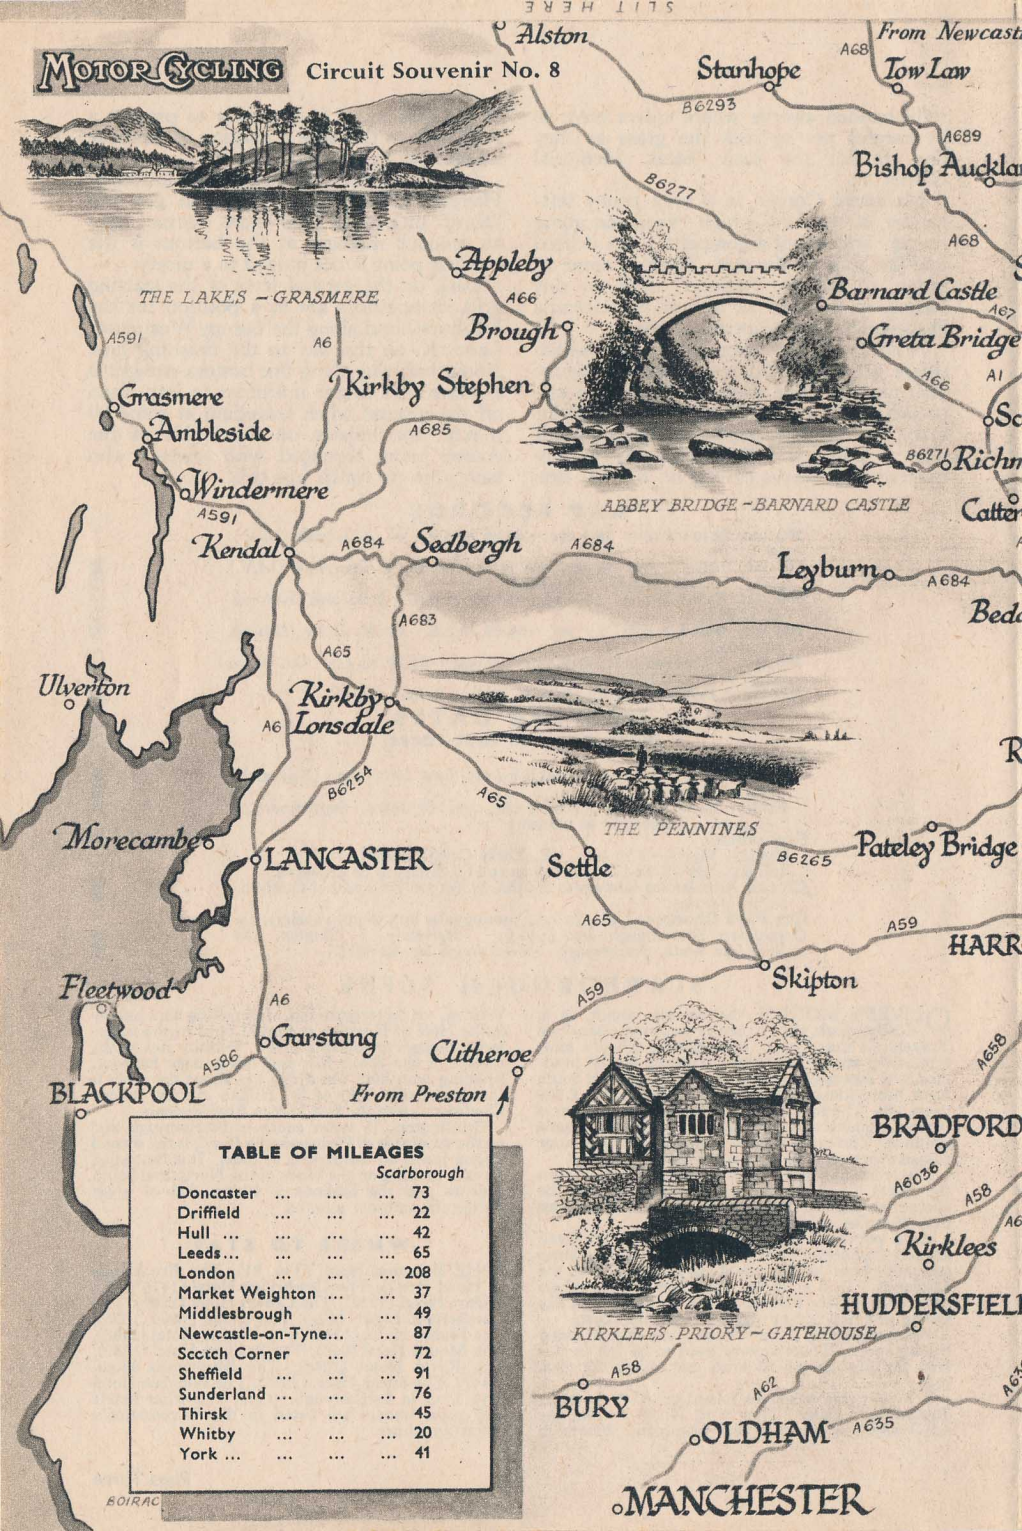 SLIT HERE
MOTOR CYCLING Circuit Souvenir No. 8
Alston
From Newcast
A68
Stanhope
Tow Law
B6293
A689
Bishop Auckla
B6277
A68
S
THE LAKES – GRASMERE
Appleby
A66
Barnard Castle
A67
Brough
Greta Bridge
A591
A6
A66
A1
Kirkby Stephen
Grasmere
Sc
Ambleside
A685
B6271
Richm
Windermere
ABBEY BRIDGE – BARNARD CASTLE
Catter
A591
Kendal
A684
Sedbergh
A684
Leyburn
A684
A683
Beda
A65
Ulverton
Kirkby
Lonsdale
A6
R
B6254
A65
THE PENNINES
Morecambe
Pateley Bridge
B6265
LANCASTER
Settle
A65
A59
HARR
Skipton
Fleetwood
A59
A6
Garstang
Clitheroe
A586
A658
BLACKPOOL
From Preston
BRADFORD
A6036
A58
A6
Kirklees
HUDDERSFIEL
KIRKLEES PRIORY – GATEHOUSE
A58
BURY
A62
A63
OLDHAM
A635
MANCHESTER
TABLE OF MILEAGES
Scarborough
Doncaster ... ... ... 73
Driffield ... ... ... 22
Hull ... ... ... ... 42
Leeds... ... ... ... 65
London ... ... ... 208
Market Weighton ... ... 37
Middlesbrough ... ... 49
Newcastle-on-Tyne... ... 87
Scotch Corner ... ... 72
Sheffield ... ... ... 91
Sunderland ... ... ... 76
Thirsk ... ... ... 45
Whitby ... ... ... 20
York ... ... ... ... 41
BOIRAC